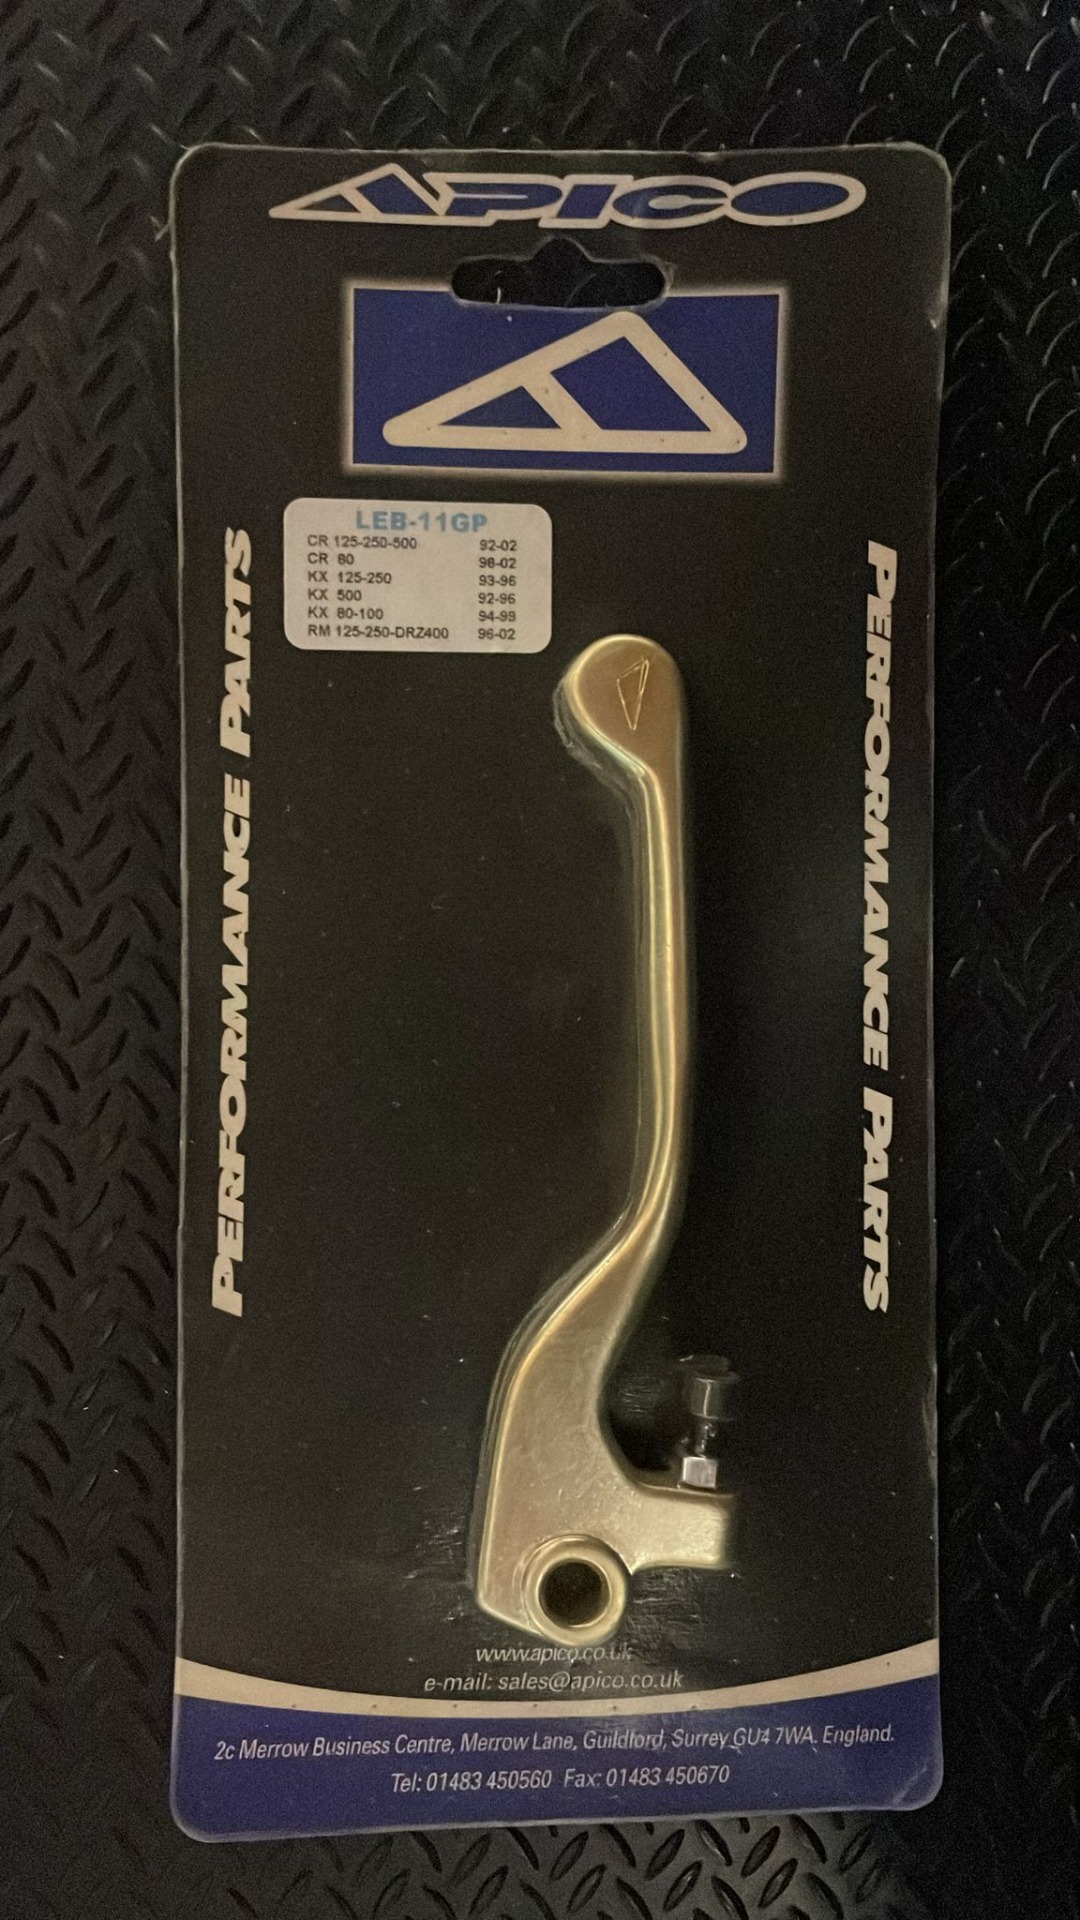 APICO
LEB-11GP
CR 125-250-500 92-02
CR 80 98-02
KX 125-250 93-96
KX 500 92-96
KX 80-100 94-99
RM 125-250-DRZ400 96-02
PERFORMANCE PARTS
PERFORMANCE PARTS
www.apico.co.uk
e-mail: sales@apico.co.uk
2c Merrow Business Centre, Merrow Lane, Guildford, Surrey GU4 7WA. England.
Tel: 01483 450560 Fax: 01483 450670